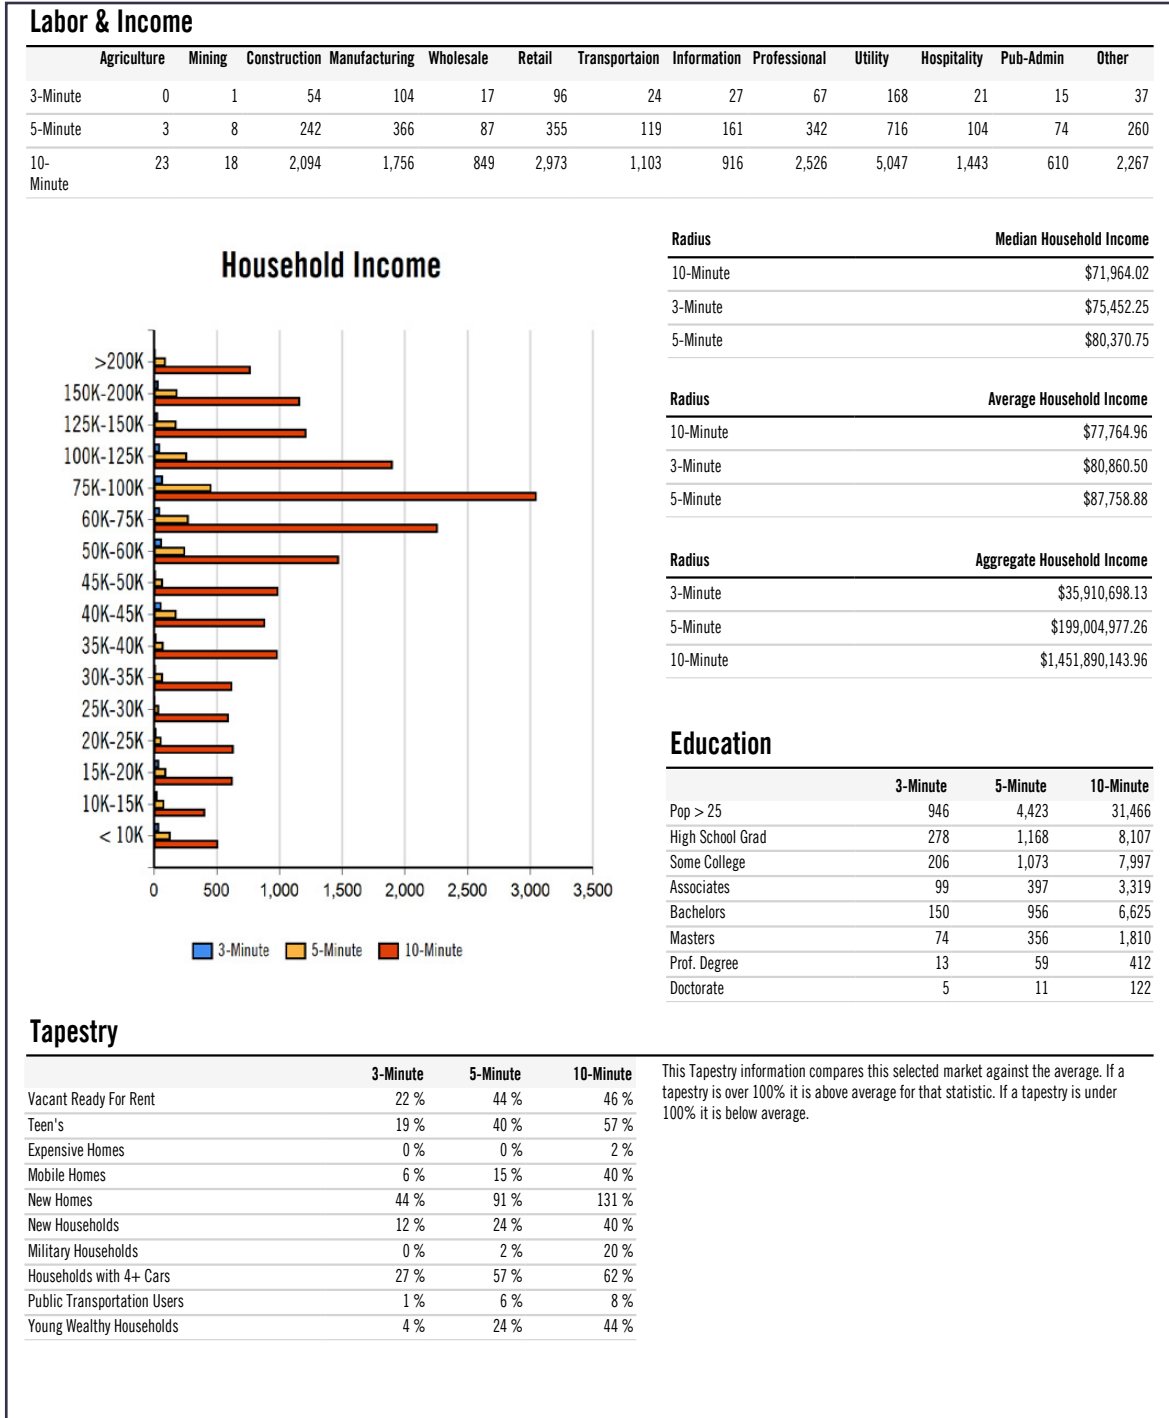 Labor & Income
Agriculture Mining Construction Manufacturing Wholesale Retail Transportaion Information Professional Utility Hospitality Pub-Admin Other
3-Minute 0 1 54 104 17 96 24 27 67 168 21 15 37
5-Minute 3 8 242 366 87 355 119 161 342 716 104 74 260
10-Minute 23 18 2,094 1,756 849 2,973 1,103 916 2,526 5,047 1,443 610 2,267
Household Income
>200K
150K-200K
125K-150K
100K-125K
75K-100K
60K-75K
50K-60K
45K-50K
40K-45K
35K-40K
30K-35K
25K-30K
20K-25K
15K-20K
10K-15K
< 10K
0 500 1,000 1,500 2,000 2,500 3,000 3,500
3-Minute 5-Minute 10-Minute
Radius Median Household Income
10-Minute $71,964.02
3-Minute $75,452.25
5-Minute $80,370.75
Radius Average Household Income
10-Minute $77,764.96
3-Minute $80,860.50
5-Minute $87,758.88
Radius Aggregate Household Income
3-Minute $35,910,698.13
5-Minute $199,004,977.26
10-Minute $1,451,890,143.96
Education
3-Minute 5-Minute 10-Minute
Pop > 25 946 4,423 31,466
High School Grad 278 1,168 8,107
Some College 206 1,073 7,997
Associates 99 397 3,319
Bachelors 150 956 6,625
Masters 74 356 1,810
Prof. Degree 13 59 412
Doctorate 5 11 122
Tapestry
3-Minute 5-Minute 10-Minute
Vacant Ready For Rent 22 % 44 % 46 %
Teen's 19 % 40 % 57 %
Expensive Homes 0 % 0 % 2 %
Mobile Homes 6 % 15 % 40 %
New Homes 44 % 91 % 131 %
New Households 12 % 24 % 40 %
Military Households 0 % 2 % 20 %
Households with 4+ Cars 27 % 57 % 62 %
Public Transportation Users 1 % 6 % 8 %
Young Wealthy Households 4 % 24 % 44 %
This Tapestry information compares this selected market against the average. If a
tapestry is over 100% it is above average for that statistic. If a tapestry is under
100% it is below average.